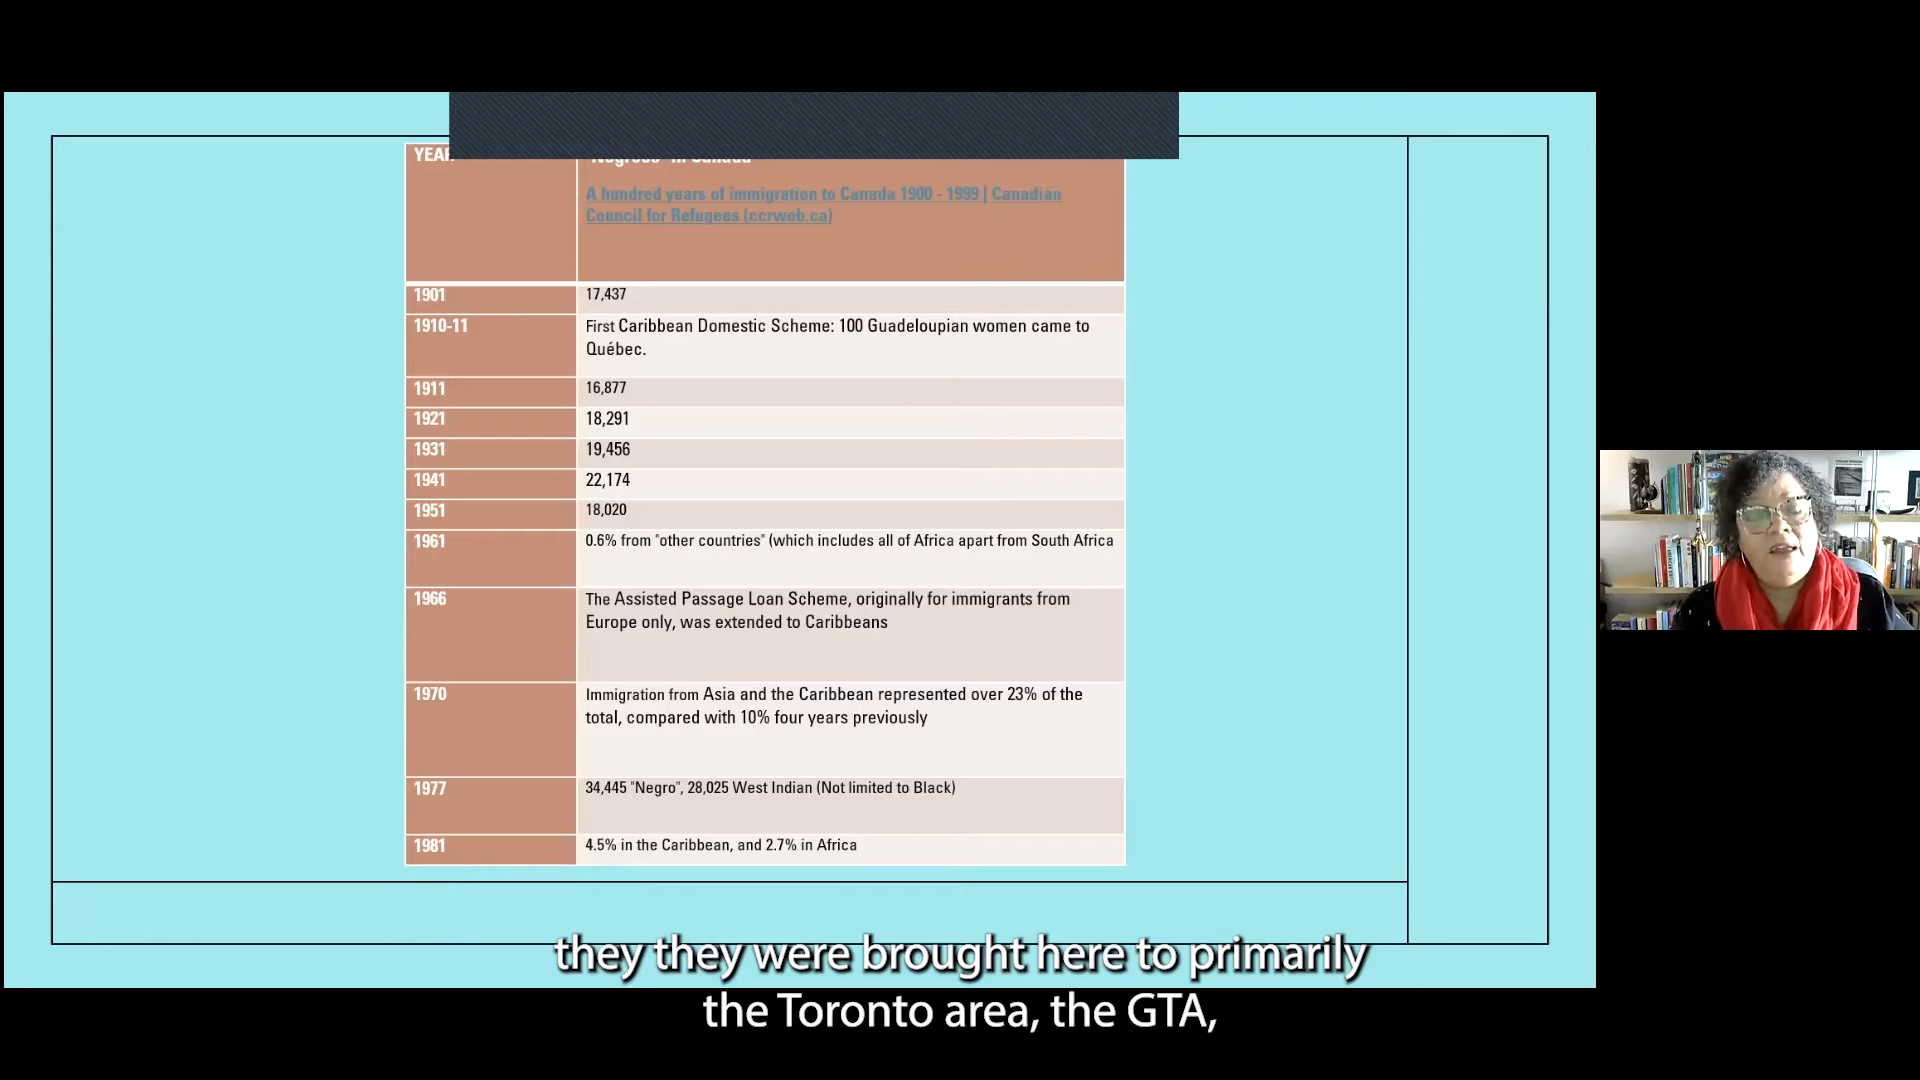 YEAR
"Negroes" in Canada
A hundred years of immigration to Canada 1900 - 1999 | Canadian
Council for Refugees (ccrweb.ca)
1901
17,437
1910-11
First Caribbean Domestic Scheme: 100 Guadeloupian women came to
Québec.
1911
16,877
1921
18,291
1931
19,456
1941
22,174
1951
18,020
1961
0.6% from "other countries" (which includes all of Africa apart from South Africa
1966
The Assisted Passage Loan Scheme, originally for immigrants from
Europe only, was extended to Caribbeans
1970
Immigration from Asia and the Caribbean represented over 23% of the
total, compared with 10% four years previously
1977
34,445 "Negro", 28,025 West Indian (Not limited to Black)
1981
4.5% in the Caribbean, and 2.7% in Africa
they they were brought here to primarily
the Toronto area, the GTA,